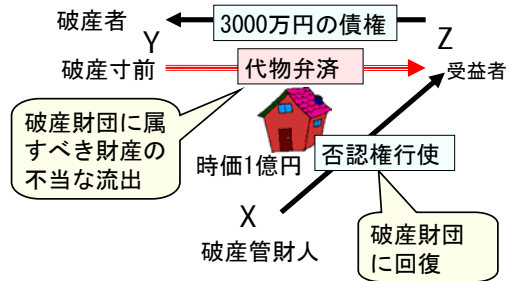 破産者
3000万円の債権
Y
Z
破産寸前
代物弁済
受益者
破産財団に属
すべき財産の
不当な流出
時価1億円
否認権行使
X
破産管財人
破産財団
に回復